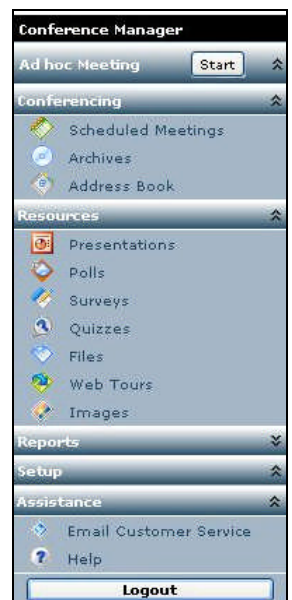 Conference Manager
Ad hoc Meeting Start
Conferencing
Scheduled Meetings
Archives
Address Book
Resources
Presentations
Polls
Surveys
Quizzes
Files
Web Tours
Images
Reports
Setup
Assistance
Email Customer Service
Help
Logout